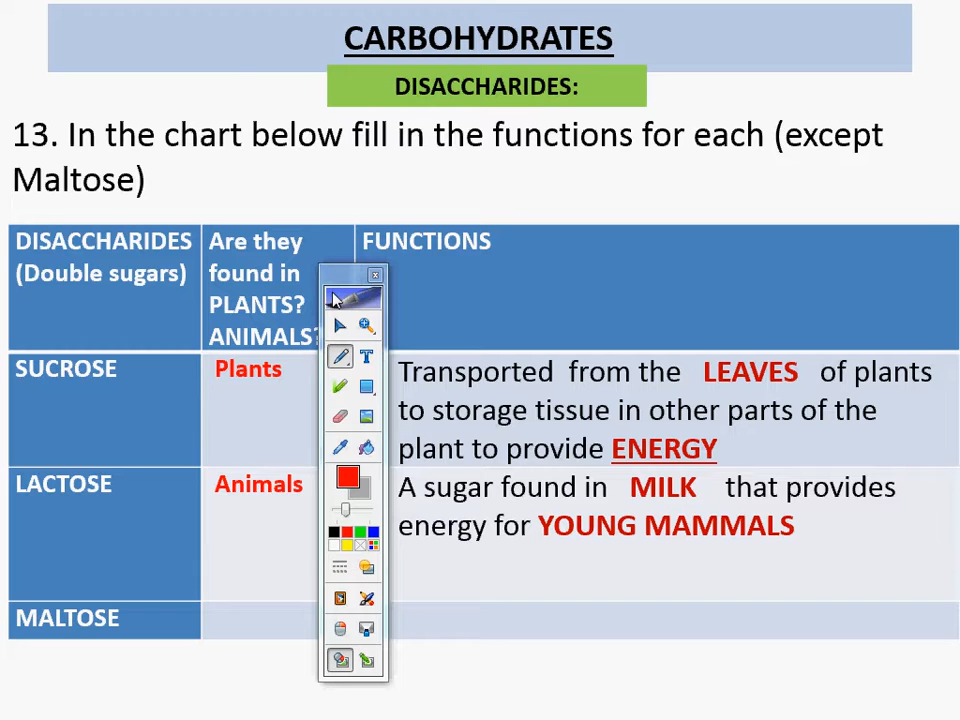 CARBOHYDRATES
DISACCHARIDES:
13. In the chart below fill in the functions for each (except
Maltose)
DISACCHARIDES
(Double sugars)
Are they
found in
PLANTS?
ANIMALS?
FUNCTIONS
SUCROSE
Plants
Transported from the LEAVES of plants
to storage tissue in other parts of the
plant to provide ENERGY
LACTOSE
Animals
A sugar found in MILK that provides
energy for YOUNG MAMMALS
MALTOSE